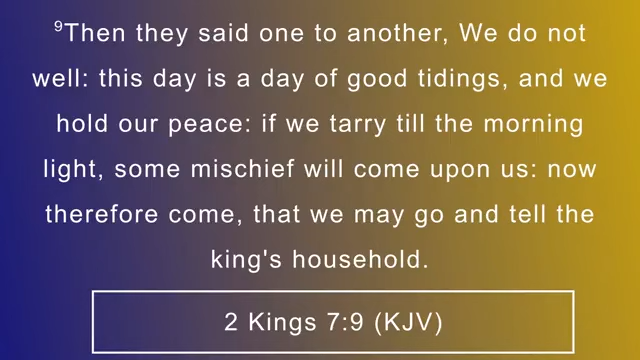 ⁹Then they said one to another, We do not
well: this day is a day of good tidings, and we
hold our peace: if we tarry till the morning
light, some mischief will come upon us: now
therefore come, that we may go and tell the
king's household.
2 Kings 7:9 (KJV)